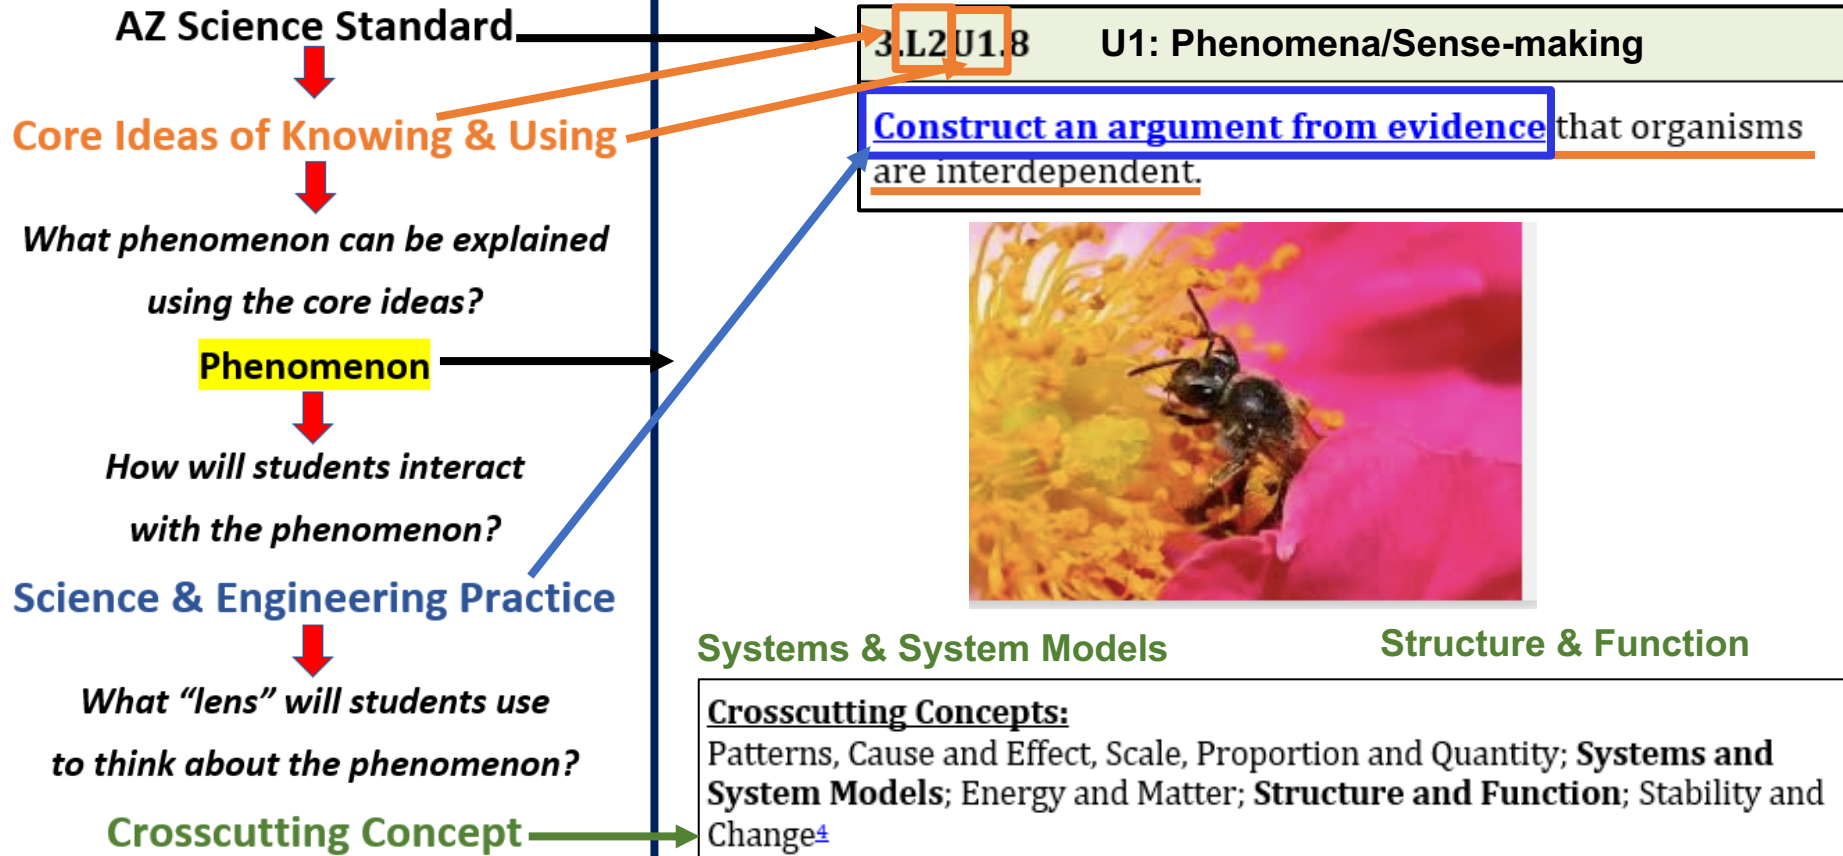 AZ Science Standard
Core Ideas of Knowing & Using
What phenomenon can be explained
using the core ideas?
Phenomenon
How will students interact
with the phenomenon?
Science & Engineering Practice
What “lens” will students use
to think about the phenomenon?
Crosscutting Concept
3.L2U1.8 U1: Phenomena/Sense-making
Construct an argument from evidence that organisms
are interdependent.
Systems & System Models
Structure & Function
Crosscutting Concepts:
Patterns, Cause and Effect, Scale, Proportion and Quantity; Systems and
System Models; Energy and Matter; Structure and Function; Stability and
Change4